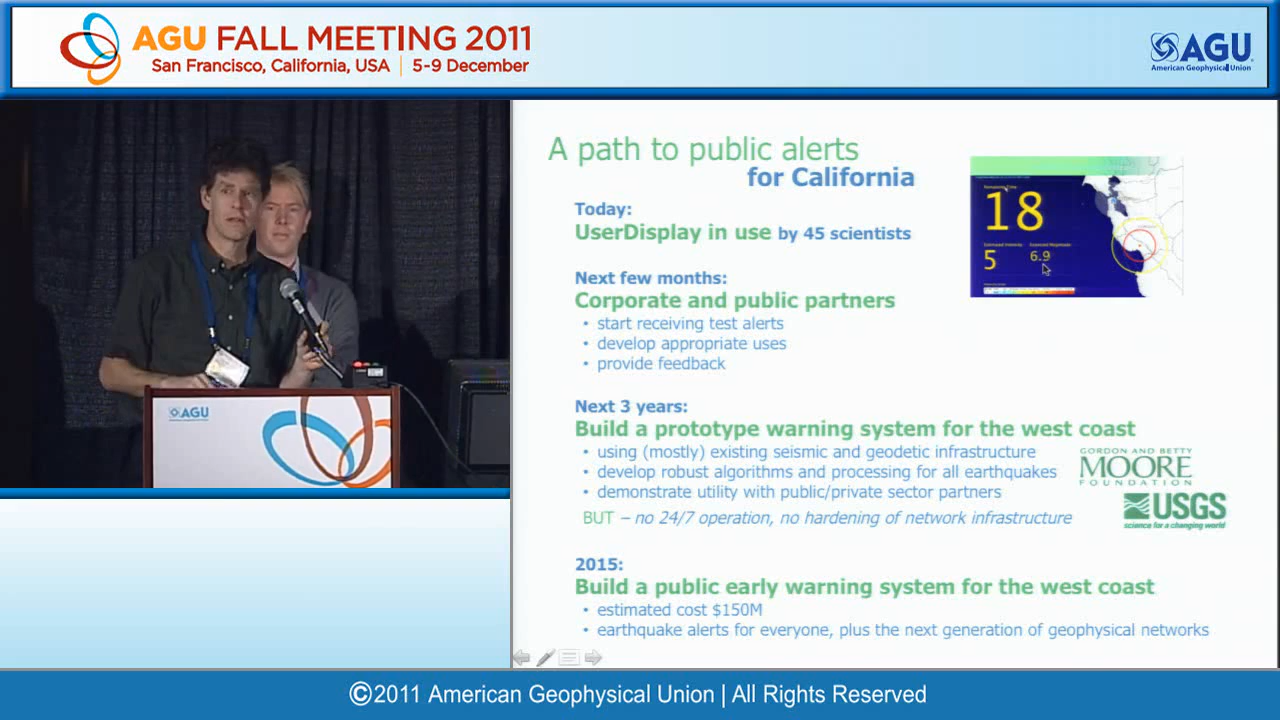 AGU FALL MEETING 2011
San Francisco, California, USA | 5-9 December
AGU
American Geophysical Union
AGU
A path to public alerts
for California
Today:
UserDisplay in use by 45 scientists
Next few months:
Corporate and public partners
• start receiving test alerts
• develop appropriate uses
• provide feedback
Next 3 years:
Build a prototype warning system for the west coast
• using (mostly) existing seismic and geodetic infrastructure
• develop robust algorithms and processing for all earthquakes
• demonstrate utility with public/private sector partners
BUT – no 24/7 operation, no hardening of network infrastructure
GORDON AND BETTY
MOORE
FOUNDATION
USGS
science for a changing world
2015:
Build a public early warning system for the west coast
• estimated cost $150M
• earthquake alerts for everyone, plus the next generation of geophysical networks
18
5
6.9
©2011 American Geophysical Union | All Rights Reserved